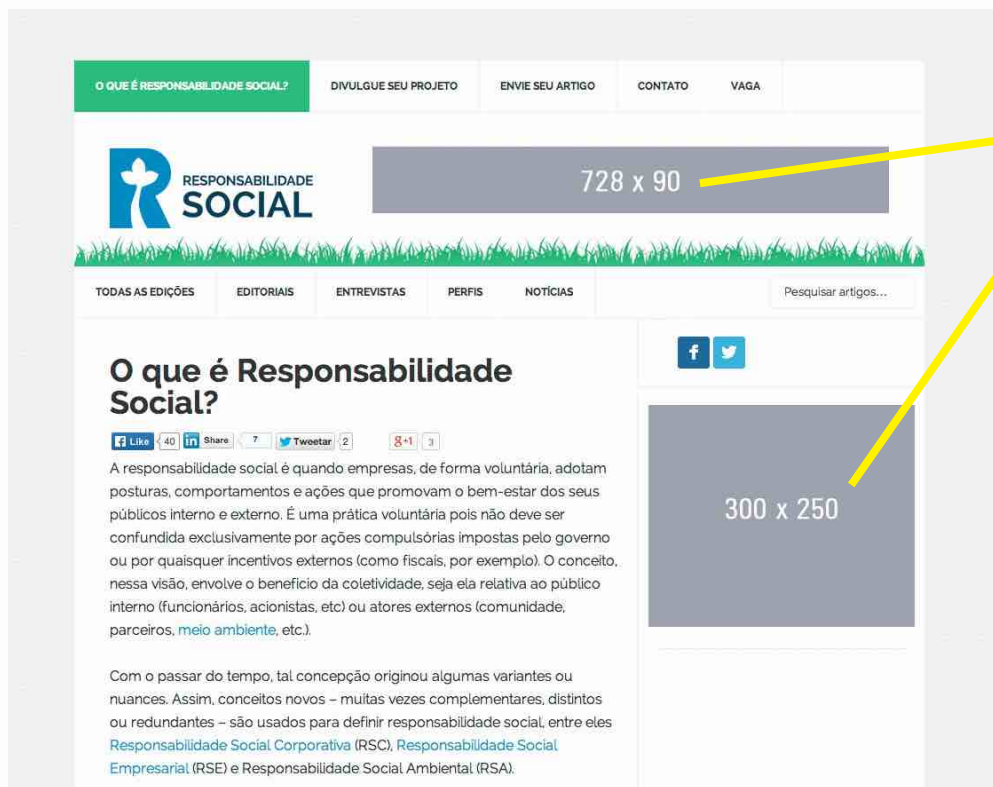 O QUE É RESPONSABILIDADE SOCIAL?
DIVULGUE SEU PROJETO
ENVIE SEU ARTIGO
CONTATO
VAGA
RESPONSABILIDADE
SOCIAL
728 x 90
TODAS AS EDIÇÕES
EDITORIAIS
ENTREVISTAS
PERFIS
NOTÍCIAS
Pesquisar artigos...
O que é Responsabilidade
Social?
Like 40 in Share 7 Tweetar 2 g+1 3
A responsabilidade social é quando empresas, de forma voluntária, adotam
posturas, comportamentos e ações que promovam o bem-estar dos seus
públicos interno e externo. É uma prática voluntária pois não deve ser
confundida exclusivamente por ações compulsórias impostas pelo governo
ou por quaisquer incentivos externos (como fiscais, por exemplo). O conceito,
nessa visão, envolve o benefício da coletividade, seja ela relativa ao público
interno (funcionários, acionistas, etc) ou atores externos (comunidade,
parceiros, meio ambiente, etc.).
Com o passar do tempo, tal concepção originou algumas variantes ou
nuances. Assim, conceitos novos – muitas vezes complementares, distintos
ou redundantes – são usados para definir responsabilidade social, entre eles
Responsabilidade Social Corporativa (RSC), Responsabilidade Social
Empresarial (RSE) e Responsabilidade Social Ambiental (RSA).
300 x 250